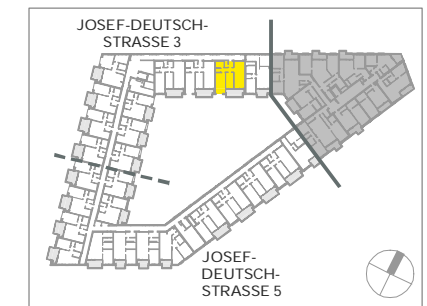 JOSEF-DEUTSCH-
STRASSE 3
JOSEF-
DEUTSCH-
STRASSE 5